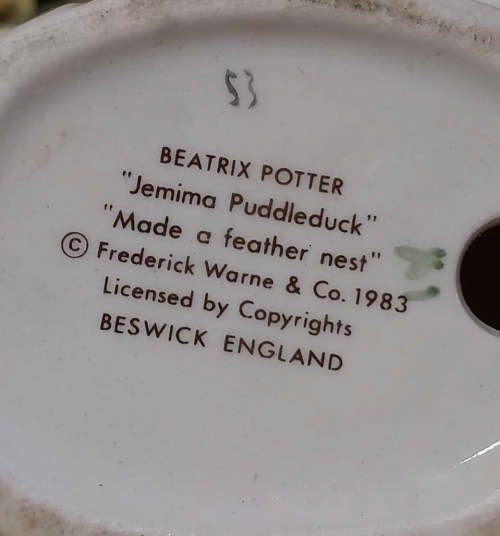 53
BEATRIX POTTER
"Jemima Puddleduck"
"Made a feather nest"
© Frederick Warne & Co. 1983
Licensed by Copyrights
BESWICK ENGLAND